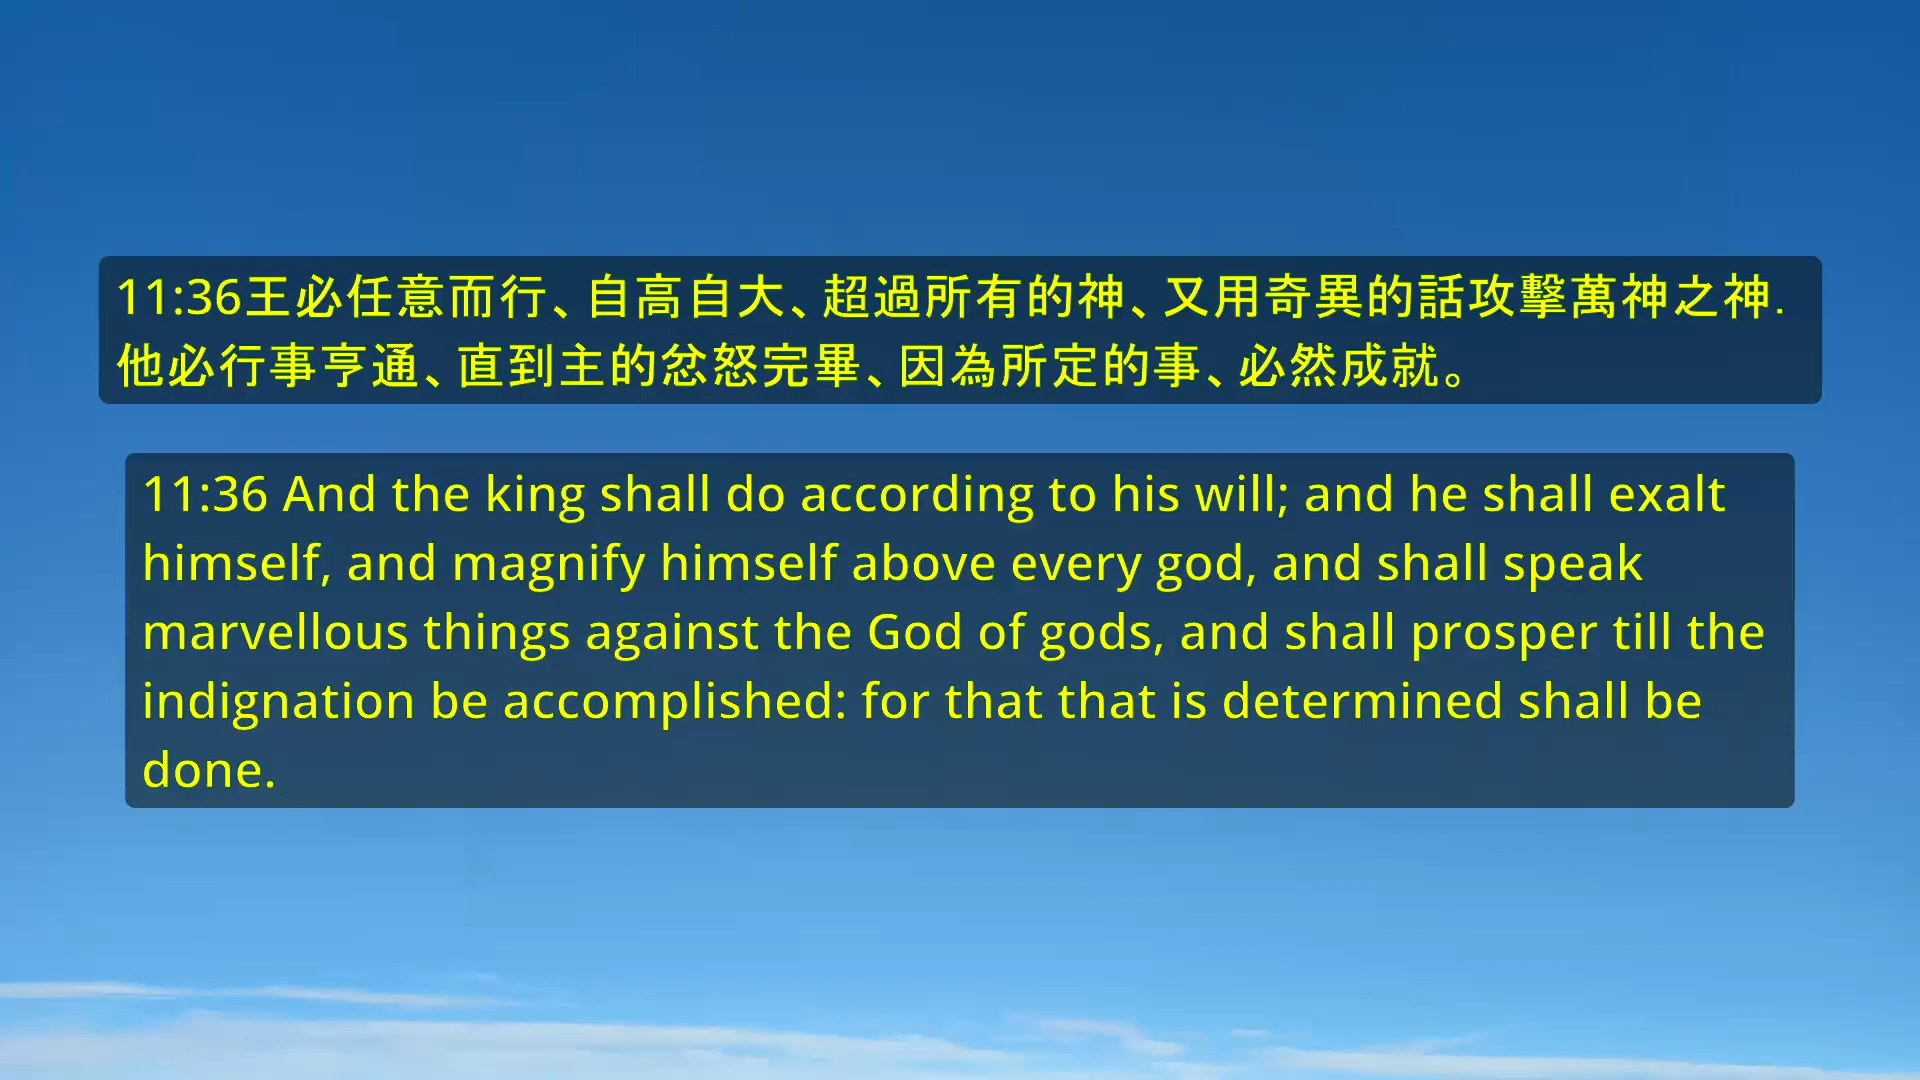 11:36王必任意而行、自高自大、超過所有的神、又用奇異的話攻擊萬神之神.
他必行事亨通、直到主的忿怒完畢、因為所定的事、必然成就。
11:36 And the king shall do according to his will; and he shall exalt
himself, and magnify himself above every god, and shall speak
marvellous things against the God of gods, and shall prosper till the
indignation be accomplished: for that that is determined shall be
done.